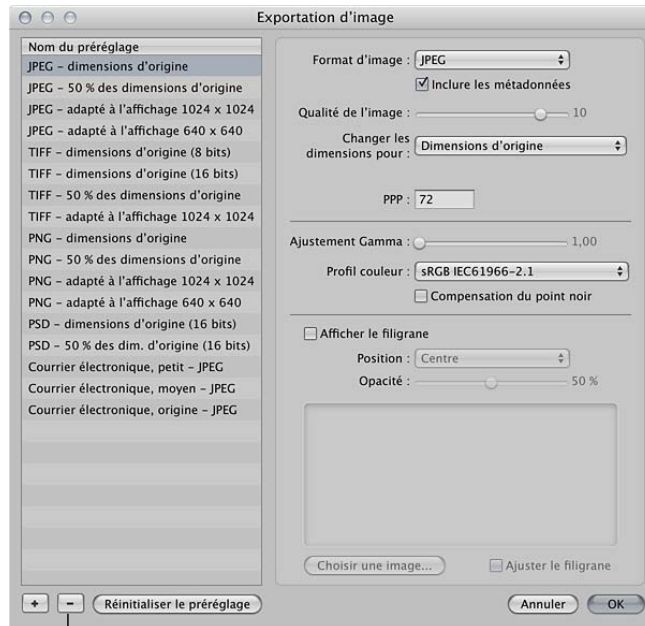 Exportation d'image
Nom du préréglage
JPEG – dimensions d'origine
JPEG – 50 % des dimensions d'origine
JPEG – adapté à l'affichage 1024 x 1024
JPEG – adapté à l'affichage 640 x 640
TIFF – dimensions d'origine (8 bits)
TIFF – dimensions d'origine (16 bits)
TIFF – 50 % des dimensions d'origine
TIFF – adapté à l'affichage 1024 x 1024
PNG – dimensions d'origine
PNG – 50 % des dimensions d'origine
PNG – adapté à l'affichage 1024 x 1024
PNG – adapté à l'affichage 640 x 640
PSD – dimensions d'origine (16 bits)
PSD – 50 % des dim. d'origine (16 bits)
Courrier électronique, petit – JPEG
Courrier électronique, moyen – JPEG
Courrier électronique, origine – JPEG
+ – Réinitialiser le préréglage
Format d'image : JPEG
Inclure les métadonnées
Qualité de l'image : 10
Changer les
dimensions pour : Dimensions d'origine
PPP : 72
Ajustement Gamma : 1,00
Profil couleur : sRGB IEC61966-2.1
Compensation du point noir
Afficher le filigrane
Position : Centre
Opacité : 50 %
Choisir une image... Ajuster le filigrane
Annuler OK